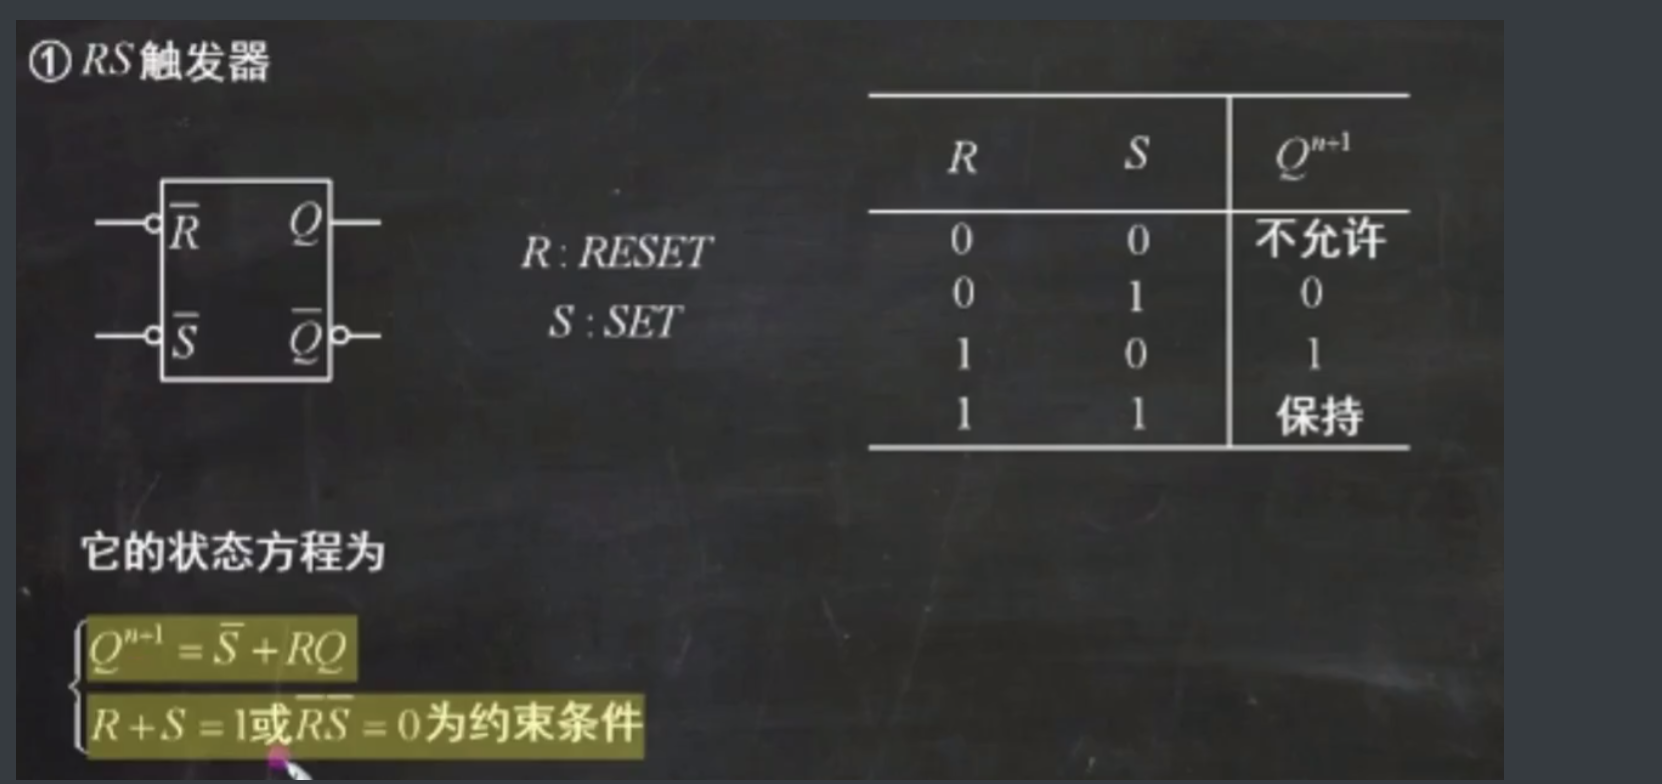 ① RS触发器
R̅ Q
S̅ Q̅
R : RESET
S : SET
R S Qⁿ⁺¹
0 0 不允许
0 1 0
1 0 1
1 1 保持
它的状态方程为
Qⁿ⁺¹ = S̅ + RQ
R + S = 1或R̅S̅ = 0为约束条件